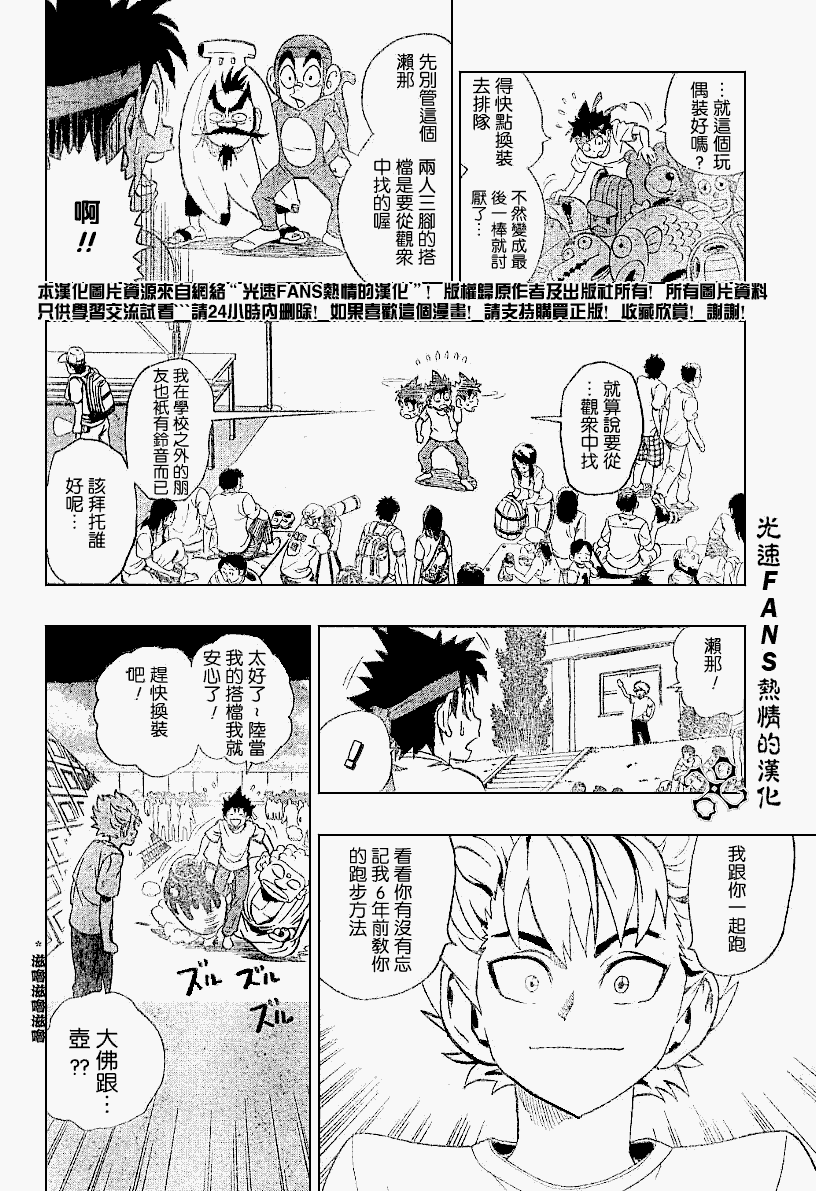 …就這個玩
偶裝好嗎?
得快點換裝
去排隊
不然變成最
後一棒就討
厭了…
先別管這個
瀨那
兩人三腳的搭
檔是要從觀眾
中找的喔
啊!!
本漢化圖片資源來自網絡“光速FANS熱情的漢化”! 版權歸原作者及出版社所有! 所有圖片資料
只供學習交流試看 請24小時內刪除! 如果喜歡這個漫畫! 請支持購買正版! 收藏欣賞! 謝謝!
就算說要從
…觀眾中找
我在學校之外的朋
友也衹有鈴音而已
該拜托誰
好呢…
光速FANS熱情的漢化
瀨那!
!
我跟你一起跑
看看你有沒有忘
記我6年前教你
的跑步方法
太好了~陸當
我的搭檔我就
安心了!
趕快換裝
吧!
ズル
ズル
ズル
*滋嚕滋嚕滋嚕
大佛跟…
壺??